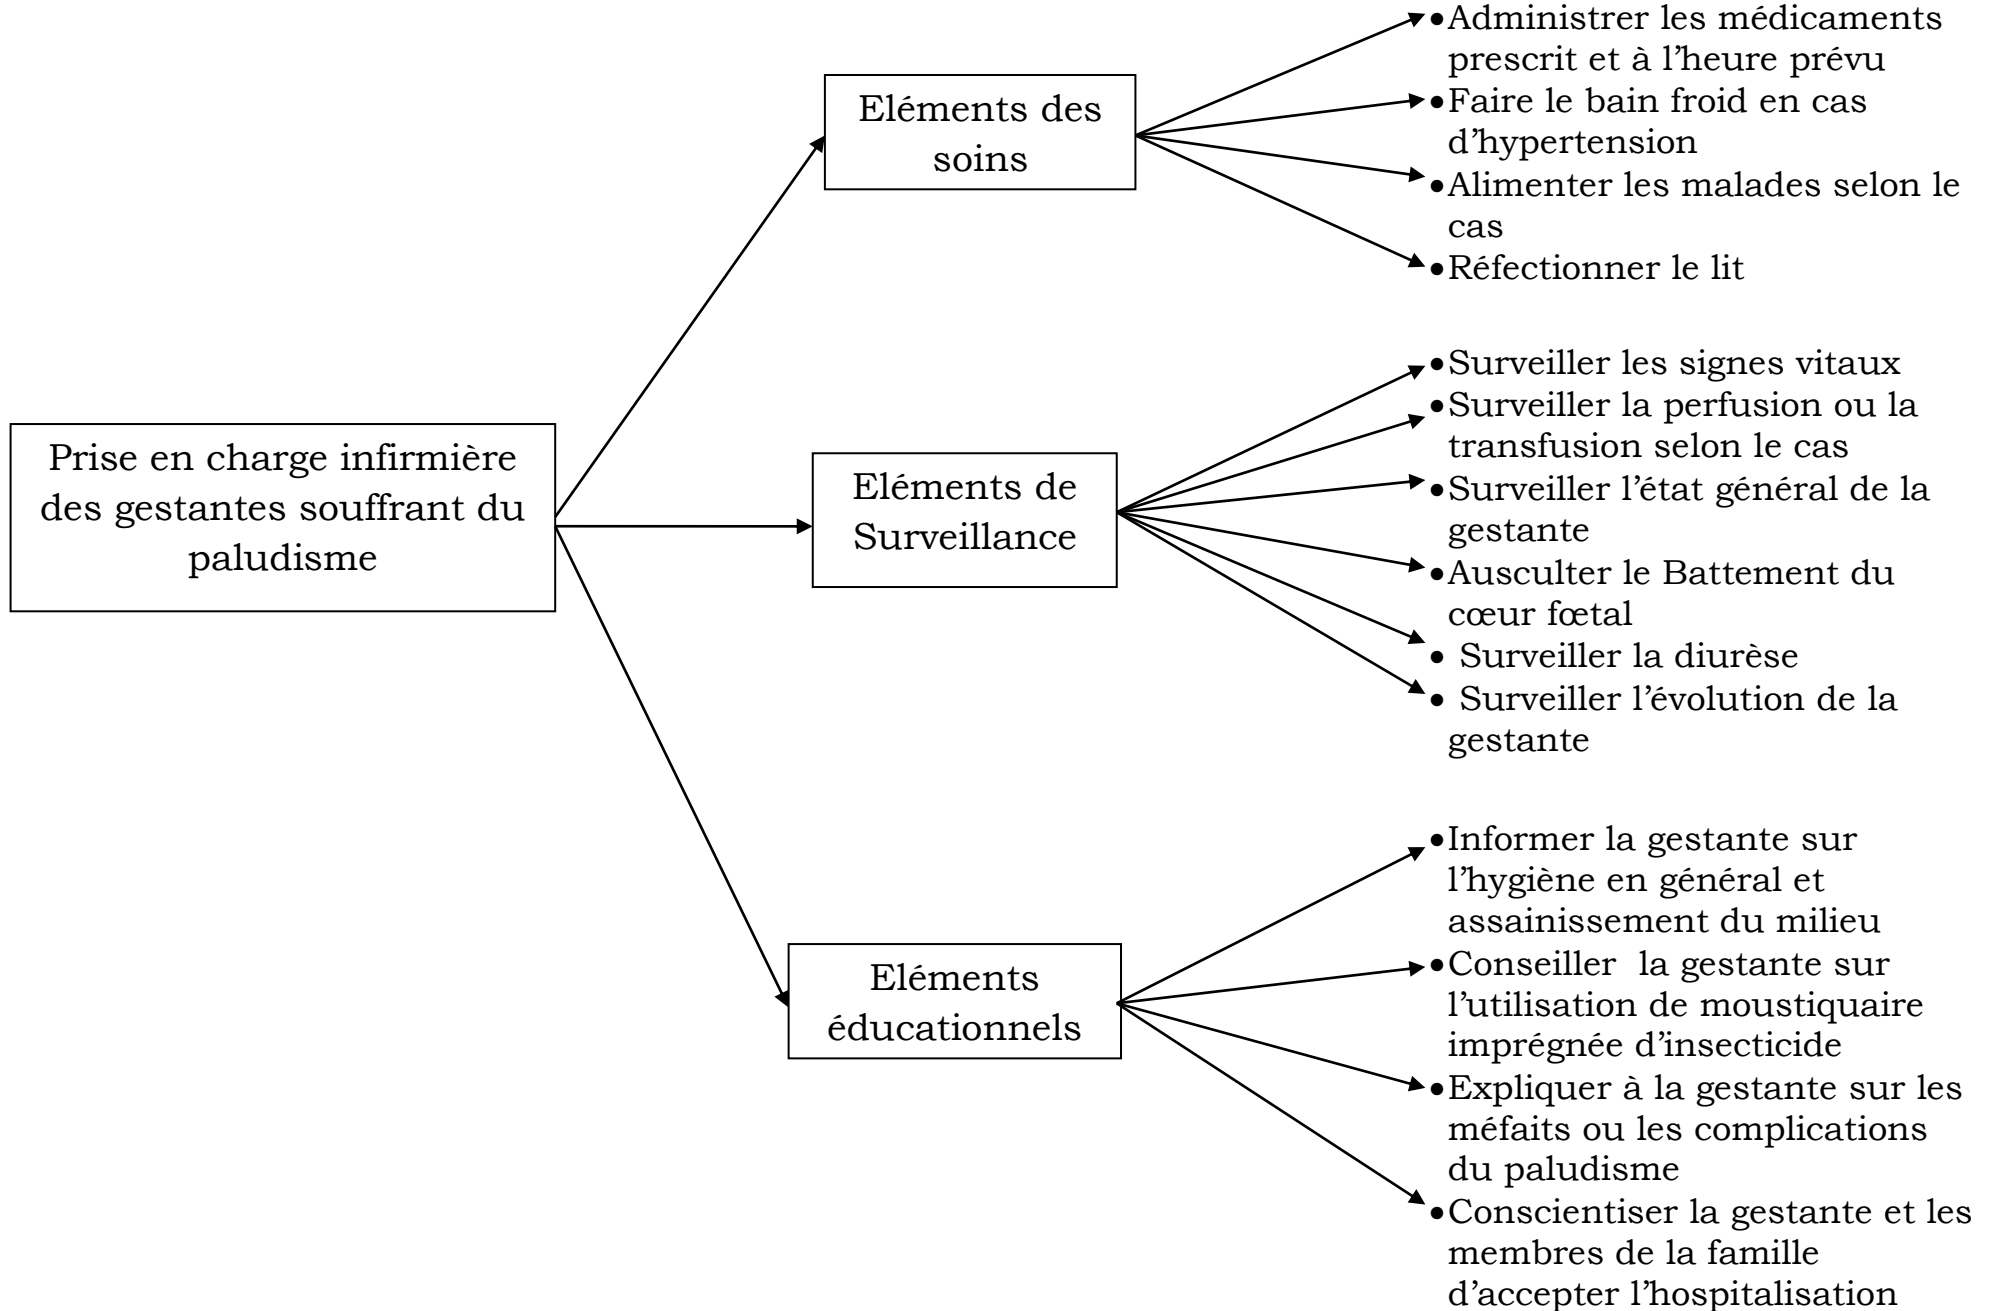 Prise en charge infirmière
des gestantes souffrant du
paludisme
Eléments des
soins
•Administrer les médicaments
prescrit et à l’heure prévu
•Faire le bain froid en cas
d’hypertension
•Alimenter les malades selon le
cas
•Réfectionner le lit
Eléments de
Surveillance
•Surveiller les signes vitaux
•Surveiller la perfusion ou la
transfusion selon le cas
•Surveiller l’état général de la
gestante
•Ausculter le Battement du
cœur fœtal
• Surveiller la diurèse
• Surveiller l’évolution de la
gestante
Eléments
éducationnels
•Informer la gestante sur
l’hygiène en général et
assainissement du milieu
•Conseiller  la gestante sur
l’utilisation de moustiquaire
imprégnée d’insecticide
•Expliquer à la gestante sur les
méfaits ou les complications
du paludisme
•Conscientiser la gestante et les
membres de la famille
d’accepter l’hospitalisation